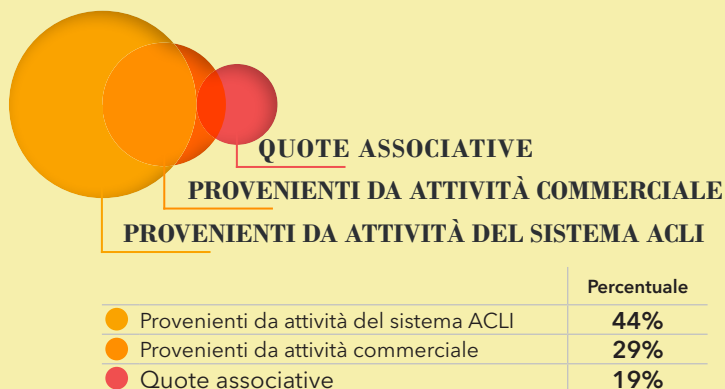 QUOTE ASSOCIATIVE
PROVENIENTI DA ATTIVITÀ COMMERCIALE
PROVENIENTI DA ATTIVITÀ DEL SISTEMA ACLI
Percentuale
Provenienti da attività del sistema ACLI 44%
Provenienti da attività commerciale 29%
Quote associative 19%